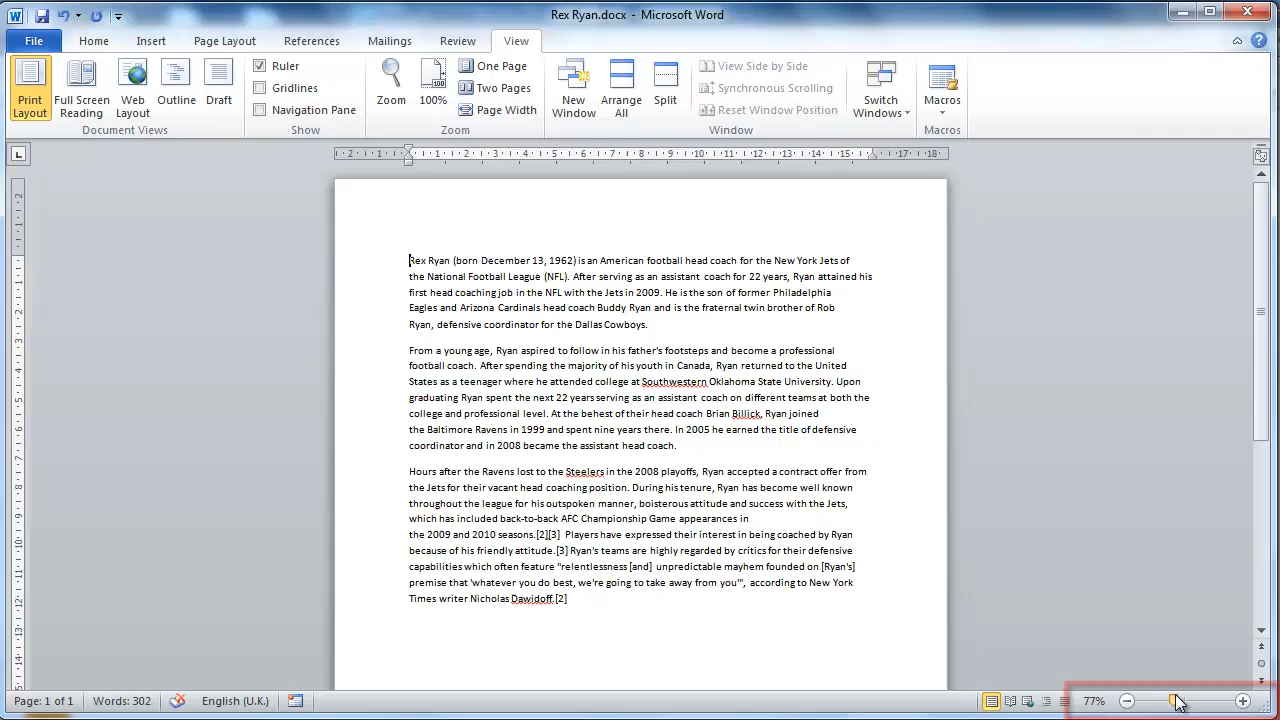 Rex Ryan.docx - Microsoft Word
File Home Insert Page Layout References Mailings Review View
Print Layout
Full Screen Reading
Web Layout
Outline
Draft
Document Views
Ruler
Gridlines
Navigation Pane
Show
Zoom
100%
One Page
Two Pages
Page Width
Zoom
New Window
Arrange All
Split
View Side by Side
Synchronous Scrolling
Reset Window Position
Window
Switch Windows
Macros
Macros
2 1 1 2 3 4 5 6 7 8 9 10 11 12 13 14 15 17 18
Rex Ryan (born December 13, 1962) is an American football head coach for the New York Jets of
the National Football League (NFL). After serving as an assistant coach for 22 years, Ryan attained his
first head coaching job in the NFL with the Jets in 2009. He is the son of former Philadelphia
Eagles and Arizona Cardinals head coach Buddy Ryan and is the fraternal twin brother of Rob
Ryan, defensive coordinator for the Dallas Cowboys.
From a young age, Ryan aspired to follow in his father's footsteps and become a professional
football coach. After spending the majority of his youth in Canada, Ryan returned to the United
States as a teenager where he attended college at Southwestern Oklahoma State University. Upon
graduating Ryan spent the next 22 years serving as an assistant coach on different teams at both the
college and professional level. At the behest of their head coach Brian Billick, Ryan joined
the Baltimore Ravens in 1999 and spent nine years there. In 2005 he earned the title of defensive
coordinator and in 2008 became the assistant head coach.
Hours after the Ravens lost to the Steelers in the 2008 playoffs, Ryan accepted a contract offer from
the Jets for their vacant head coaching position. During his tenure, Ryan has become well known
throughout the league for his outspoken manner, boisterous attitude and success with the Jets,
which has included back-to-back AFC Championship Game appearances in
the 2009 and 2010 seasons.[2][3] Players have expressed their interest in being coached by Ryan
because of his friendly attitude.[3] Ryan's teams are highly regarded by critics for their defensive
capabilities which often feature "relentlessness [and] unpredictable mayhem founded on [Ryan's]
premise that 'whatever you do best, we're going to take away from you'", according to New York
Times writer Nicholas Dawidoff.[2]
Page: 1 of 1 Words: 302 English (U.K.) 77%